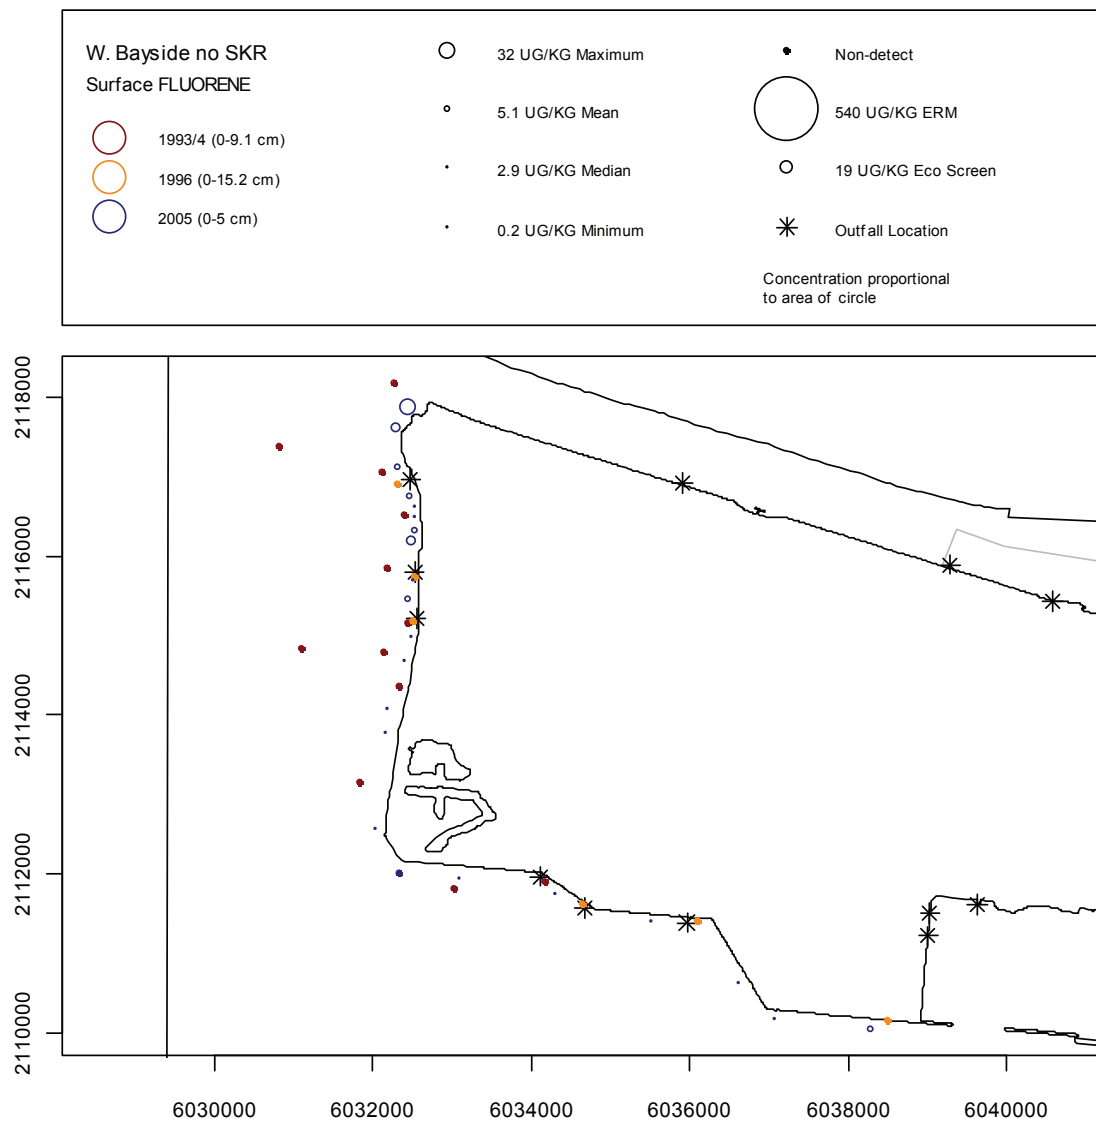 W. Bayside no SKR
Surface FLUORENE
1993/4 (0-9.1 cm)
1996 (0-15.2 cm)
2005 (0-5 cm)
32 UG/KG Maximum
5.1 UG/KG Mean
2.9 UG/KG Median
0.2 UG/KG Minimum
Non-detect
540 UG/KG ERM
19 UG/KG Eco Screen
Outfall Location
Concentration proportional
to area of circle
2118000
2116000
2114000
2112000
2110000
6030000
6032000
6034000
6036000
6038000
6040000